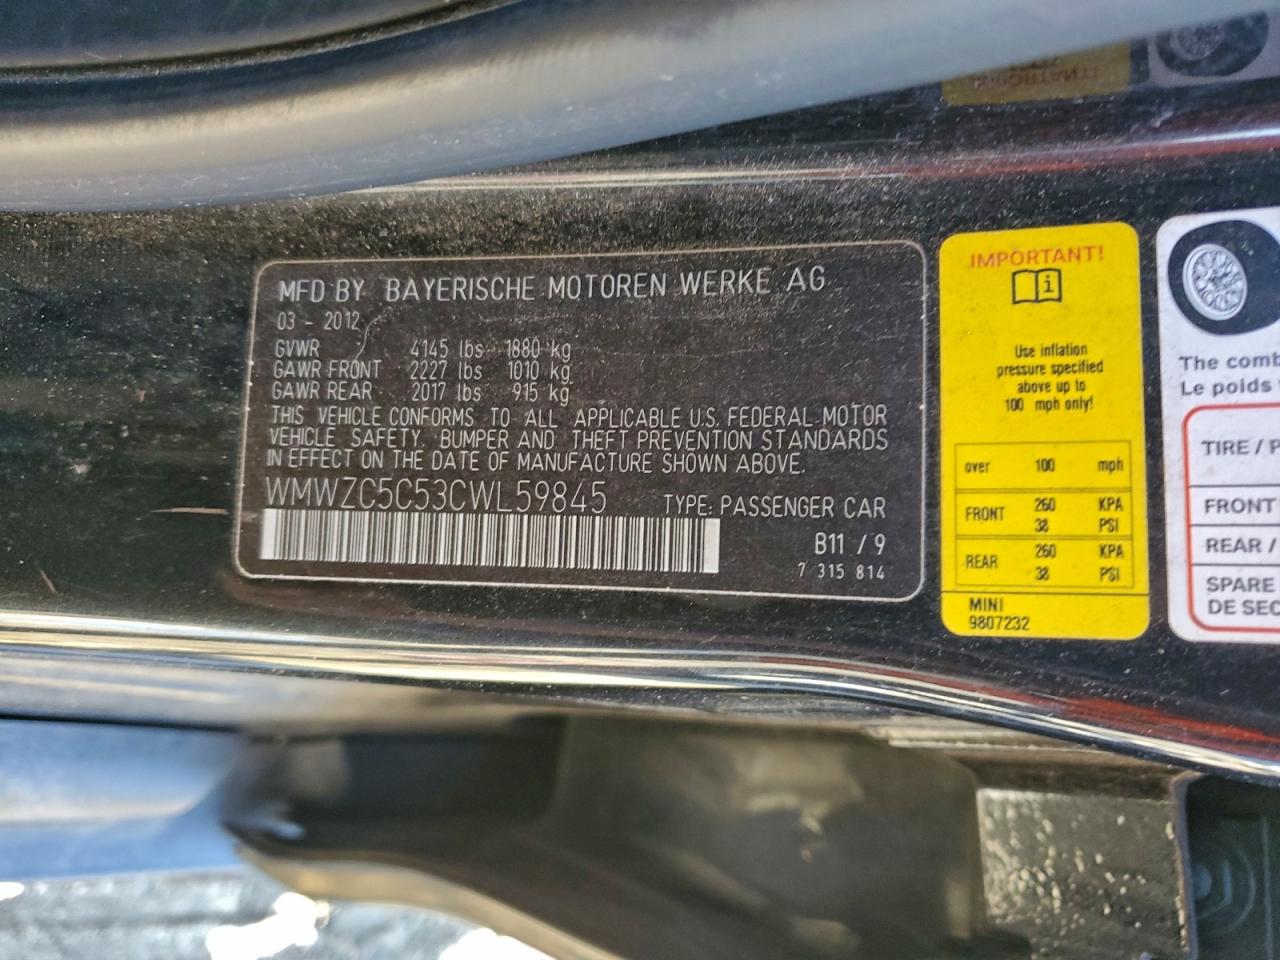 MFD BY BAYERISCHE MOTOREN WERKE AG
03 - 2012
GVWR 4145 lbs 1880 kg
GAWR FRONT 2227 lbs 1010 kg
GAWR REAR 2017 lbs 915 kg
THIS VEHICLE CONFORMS TO ALL APPLICABLE U.S. FEDERAL MOTOR
VEHICLE SAFETY, BUMPER AND THEFT PREVENTION STANDARDS
IN EFFECT ON THE DATE OF MANUFACTURE SHOWN ABOVE.
WMWZC5C53CWL59845 TYPE: PASSENGER CAR
B11 / 9
7 315 814
IMPORTANT!
Use inflation
pressure specified
above up to
100 mph only!
over 100 mph
FRONT 260 KPA
38 PSI
REAR 260 KPA
38 PSI
MINI
9807232
The comb
Le poids
TIRE / P
FRONT
REAR /
SPARE
DE SEC